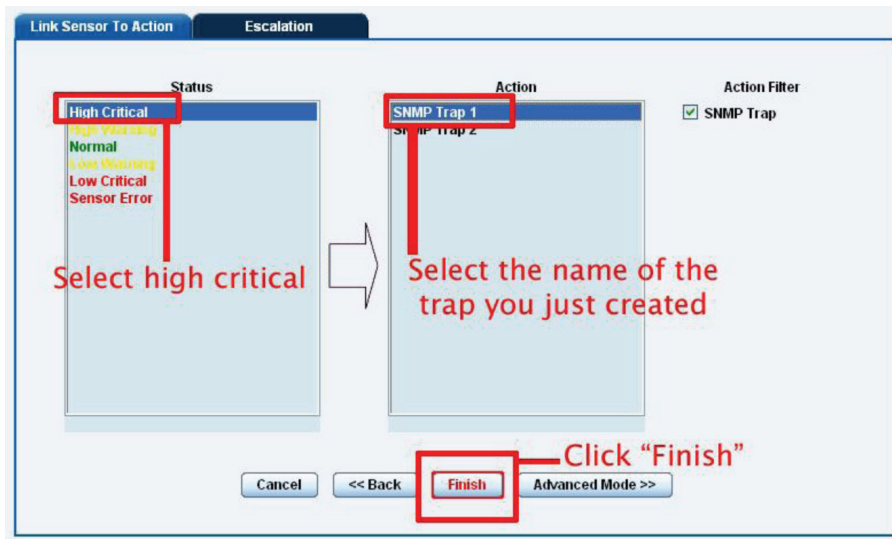 Link Sensor To Action
Escalation
Status
Action
Action Filter
High Critical
High Warning
Normal
Low Warning
Low Critical
Sensor Error
SNMP Trap 1
SNMP Trap 2
SNMP Trap
Select high critical
Select the name of the
trap you just created
Click “Finish”
Cancel
<< Back
Finish
Advanced Mode >>